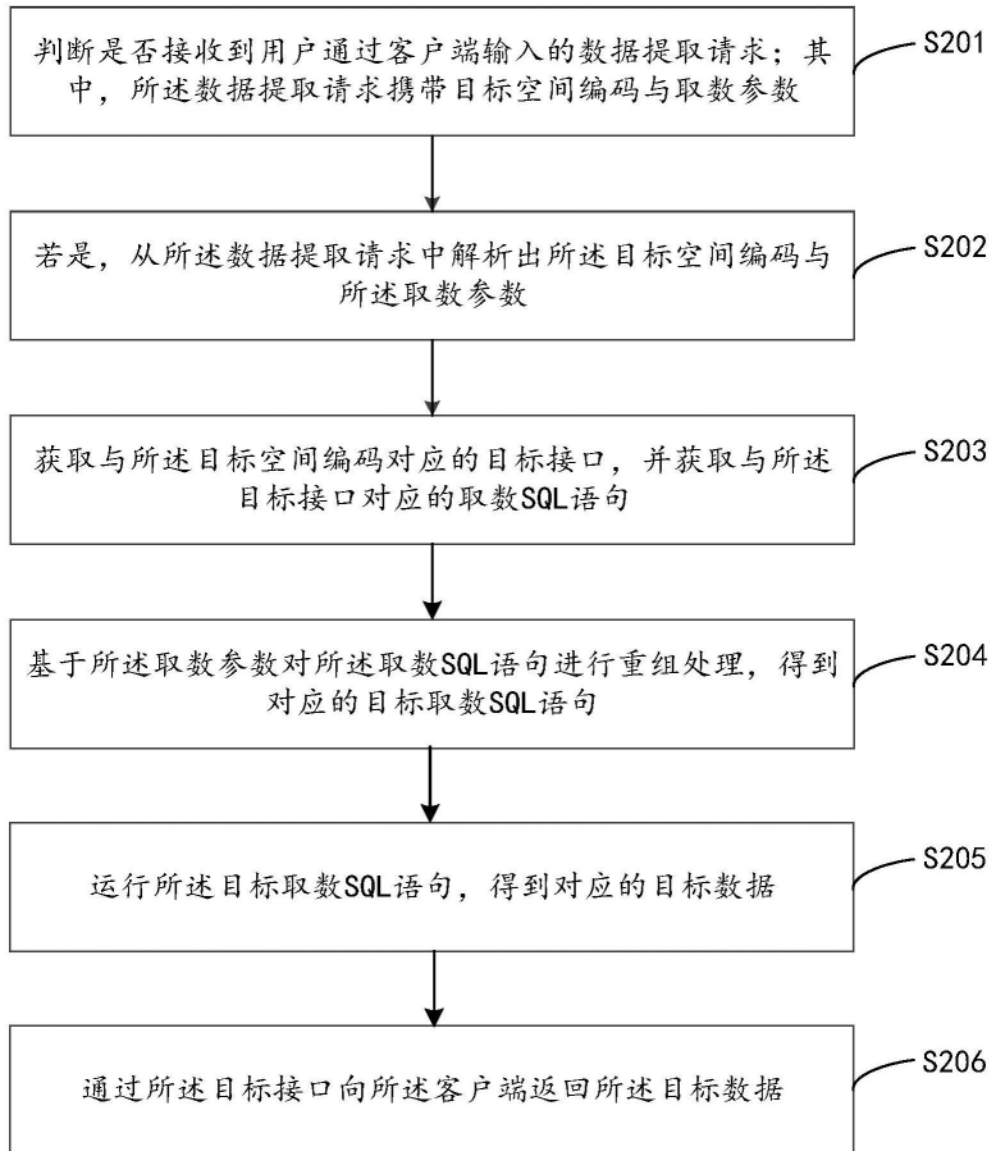 判断是否接收到用户通过客户端输入的数据提取请求；其
中，所述数据提取请求携带目标空间编码与取数参数
S201
若是，从所述数据提取请求中解析出所述目标空间编码与
所述取数参数
S202
获取与所述目标空间编码对应的目标接口，并获取与所述
目标接口对应的取数SQL语句
S203
基于所述取数参数对所述取数SQL语句进行重组处理，得到
对应的目标取数SQL语句
S204
运行所述目标取数SQL语句，得到对应的目标数据
S205
通过所述目标接口向所述客户端返回所述目标数据
S206